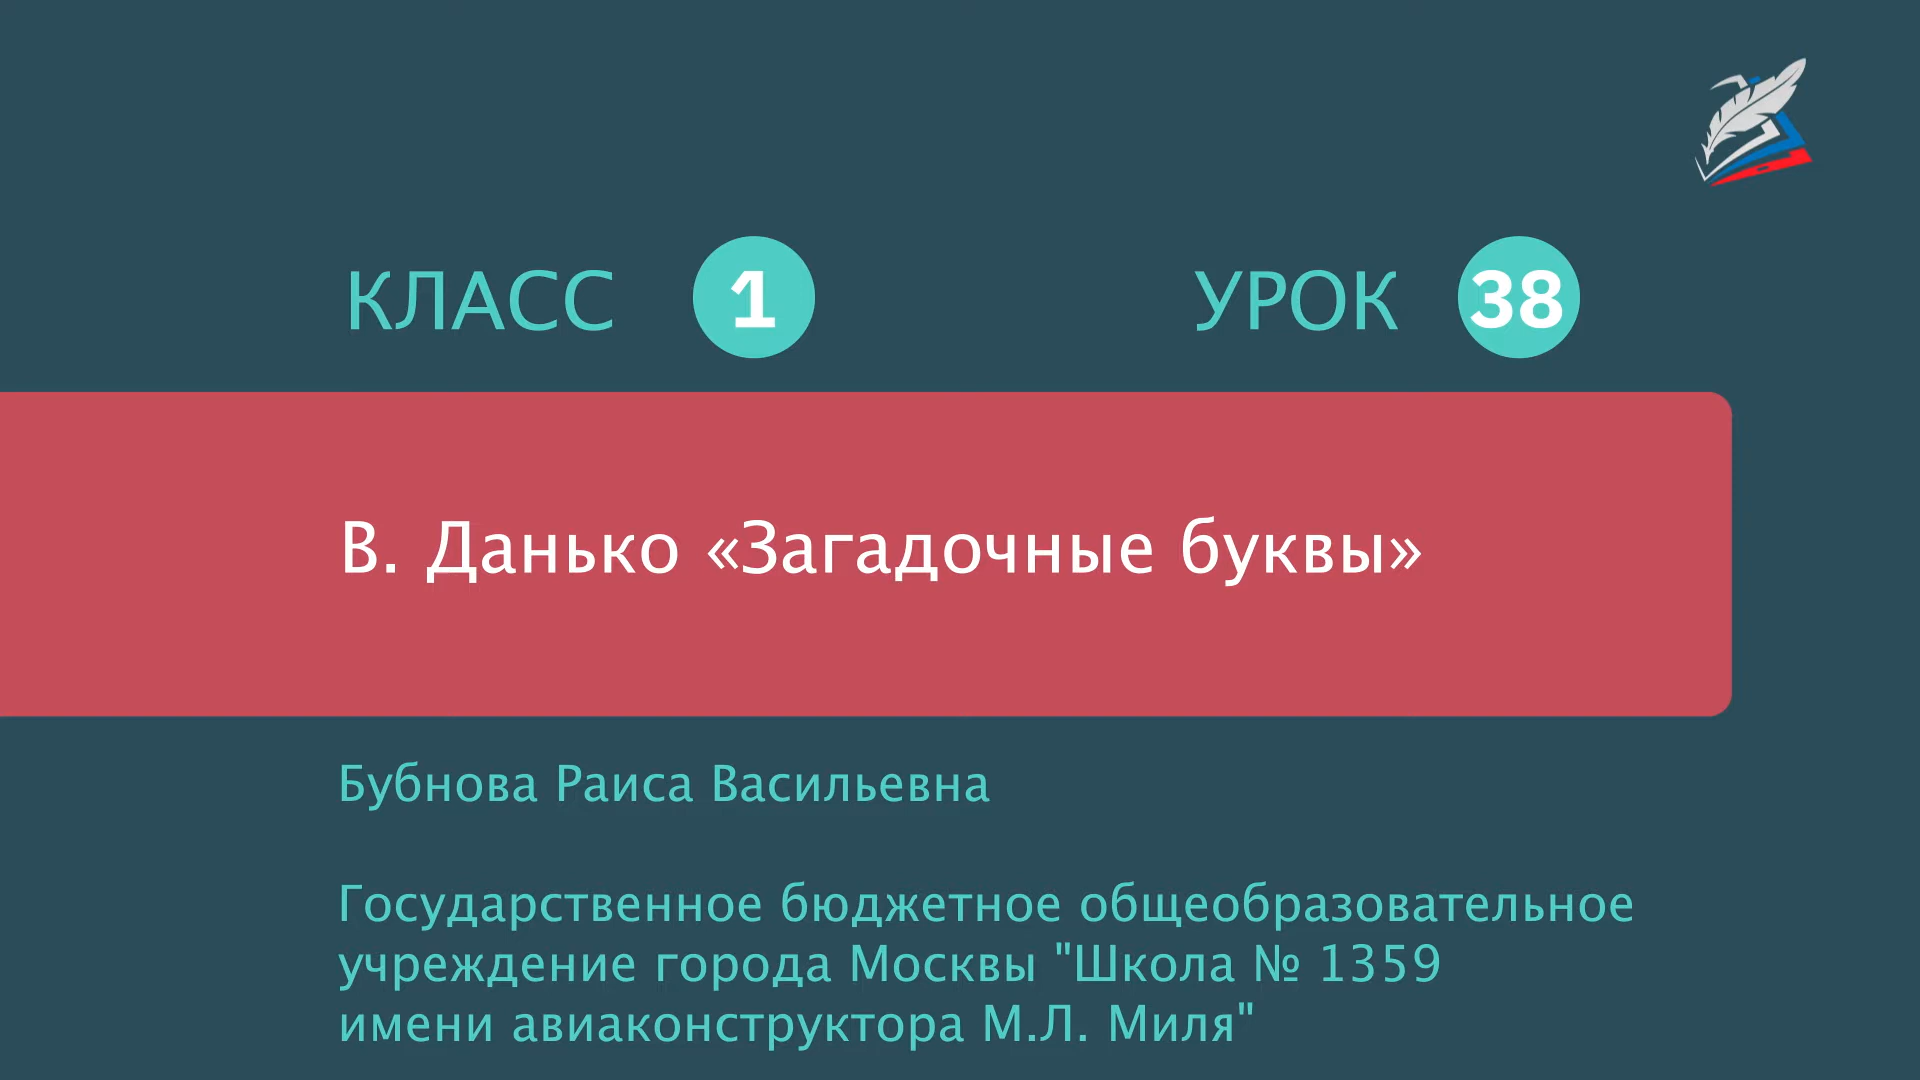 КЛАСС 1 УРОК 38
В. Данько «Загадочные буквы»
Бубнова Раиса Васильевна
Государственное бюджетное общеобразовательное
учреждение города Москвы "Школа № 1359
имени авиаконструктора М.Л. Миля"